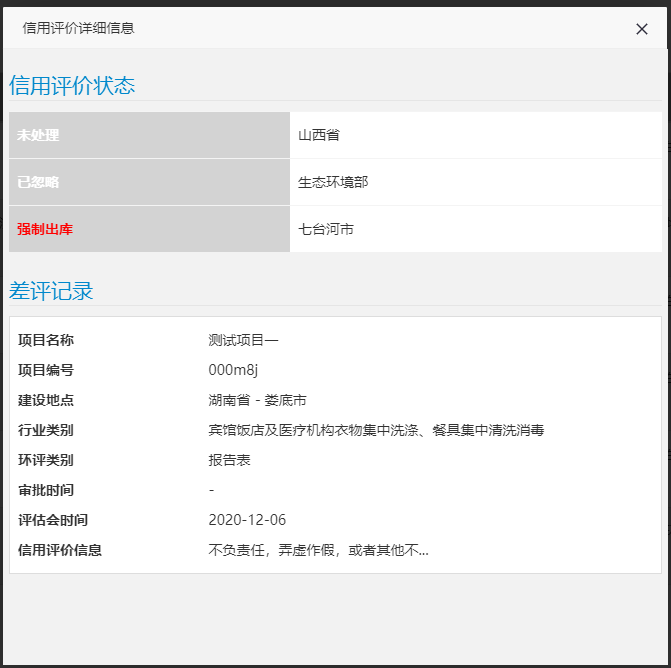 信用评价详细信息
信用评价状态
未处理 山西省
已忽略 生态环境部
强制出库 七台河市
差评记录
项目名称 测试项目一
项目编号 000m8j
建设地点 湖南省 - 娄底市
行业类别 宾馆饭店及医疗机构衣物集中洗涤、餐具集中清洗消毒
环评类别 报告表
审批时间 -
评估会时间 2020-12-06
信用评价信息 不负责任，弄虚作假，或者其他不...